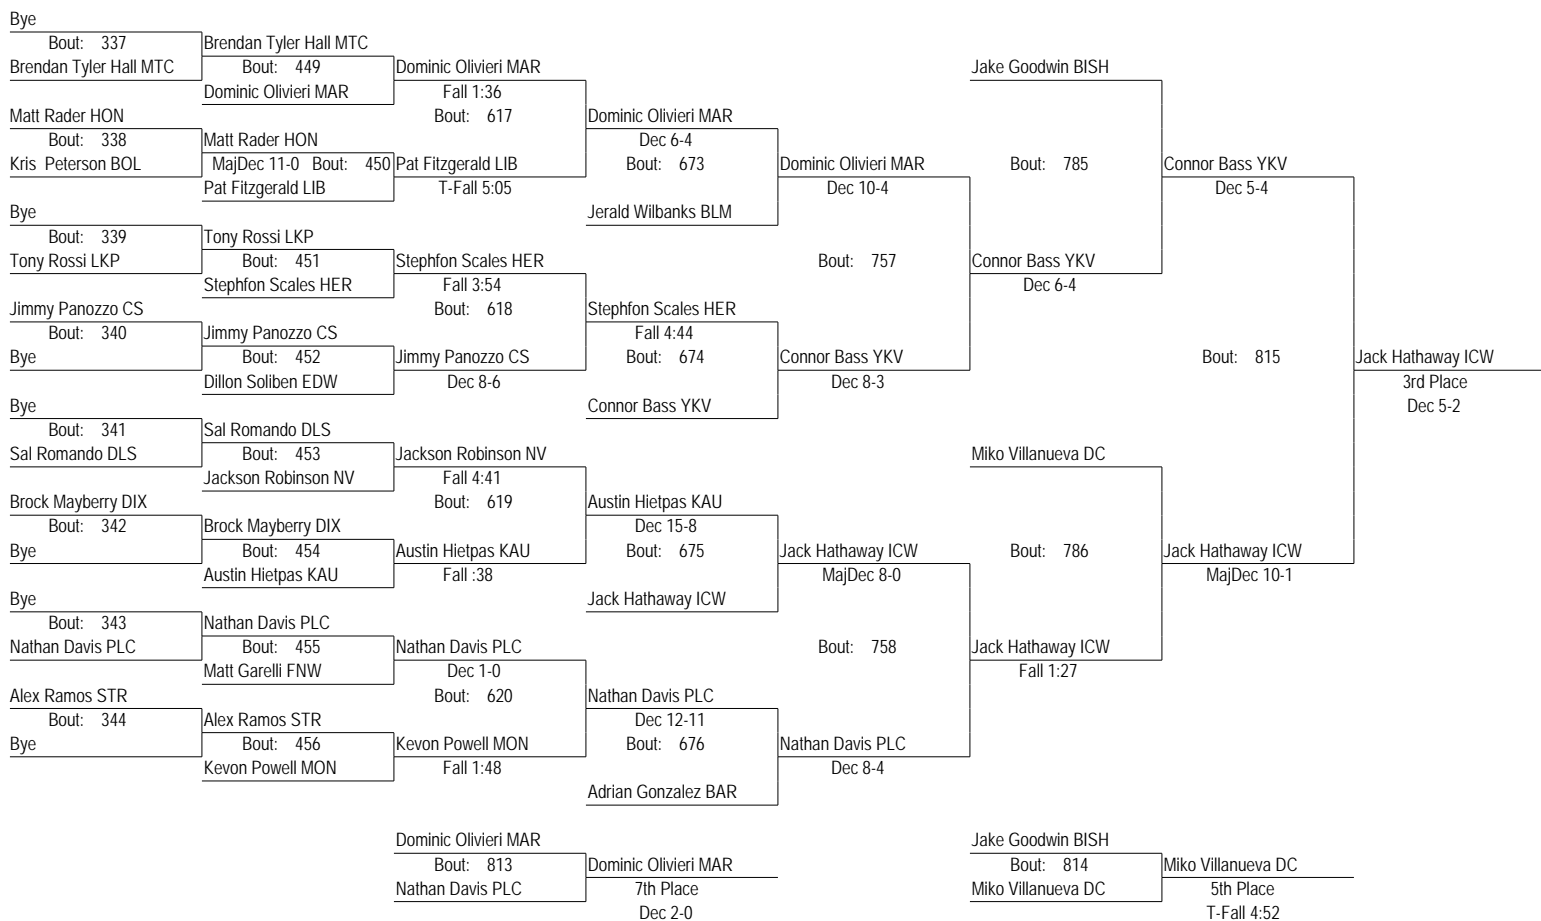 Bye
Bout: 337 Brendan Tyler Hall MTC
Brendan Tyler Hall MTC Bout: 449 Dominic Olivieri MAR Jake Goodwin BISH
Dominic Olivieri MAR Fall 1:36
Matt Rader HON Bout: 617 Dominic Olivieri MAR
Bout: 338 Matt Rader HON Dec 6-4
Kris Peterson BOL MajDec 11-0 Bout: 450 Pat Fitzgerald LIB Bout: 673 Dominic Olivieri MAR Bout: 785 Connor Bass YKV
Pat Fitzgerald LIB T-Fall 5:05 Dec 10-4 Dec 5-4
Bye Jerald Wilbanks BLM
Bout: 339 Tony Rossi LKP
Tony Rossi LKP Bout: 451 Stephfon Scales HER Bout: 757 Connor Bass YKV
Stephfon Scales HER Fall 3:54 Dec 6-4
Jimmy Panozzo CS Bout: 618 Stephfon Scales HER
Bout: 340 Jimmy Panozzo CS Fall 4:44
Bye Bout: 452 Jimmy Panozzo CS Bout: 674 Connor Bass YKV Bout: 815 Jack Hathaway ICW
Dillon Soliben EDW Dec 8-6 Dec 8-3 3rd Place
Bye Connor Bass YKV Dec 5-2
Bout: 341 Sal Romando DLS
Sal Romando DLS Bout: 453 Jackson Robinson NV Miko Villanueva DC
Jackson Robinson NV Fall 4:41
Brock Mayberry DIX Bout: 619 Austin Hietpas KAU
Bout: 342 Brock Mayberry DIX Dec 15-8
Bye Bout: 454 Austin Hietpas KAU Bout: 675 Jack Hathaway ICW Bout: 786 Jack Hathaway ICW
Austin Hietpas KAU Fall :38 MajDec 8-0 MajDec 10-1
Bye Jack Hathaway ICW
Bout: 343 Nathan Davis PLC
Nathan Davis PLC Bout: 455 Nathan Davis PLC Bout: 758 Jack Hathaway ICW
Matt Garelli FNW Dec 1-0 Fall 1:27
Alex Ramos STR Bout: 620 Nathan Davis PLC
Bout: 344 Alex Ramos STR Dec 12-11
Bye Bout: 456 Kevon Powell MON Bout: 676 Nathan Davis PLC
Kevon Powell MON Fall 1:48 Dec 8-4
Adrian Gonzalez BAR
Dominic Olivieri MAR Jake Goodwin BISH
Bout: 813 Dominic Olivieri MAR Bout: 814 Miko Villanueva DC
Nathan Davis PLC 7th Place Miko Villanueva DC 5th Place
Dec 2-0 T-Fall 4:52